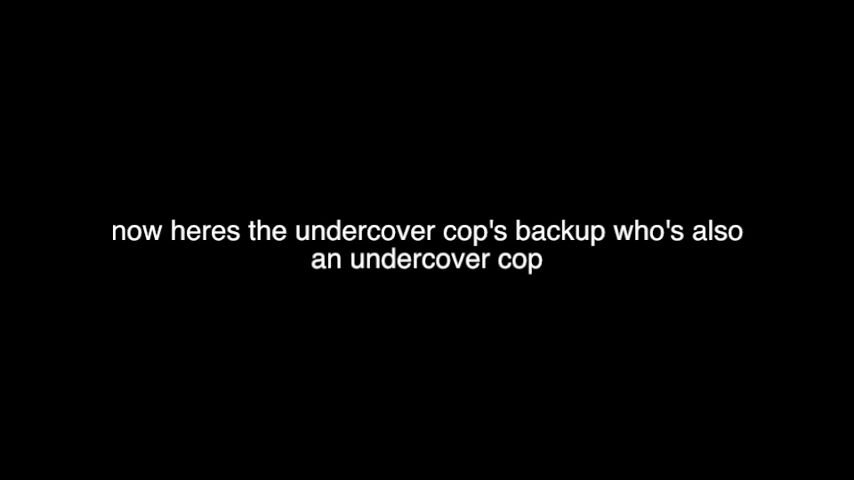 now heres the undercover cop's backup who's also
an undercover cop